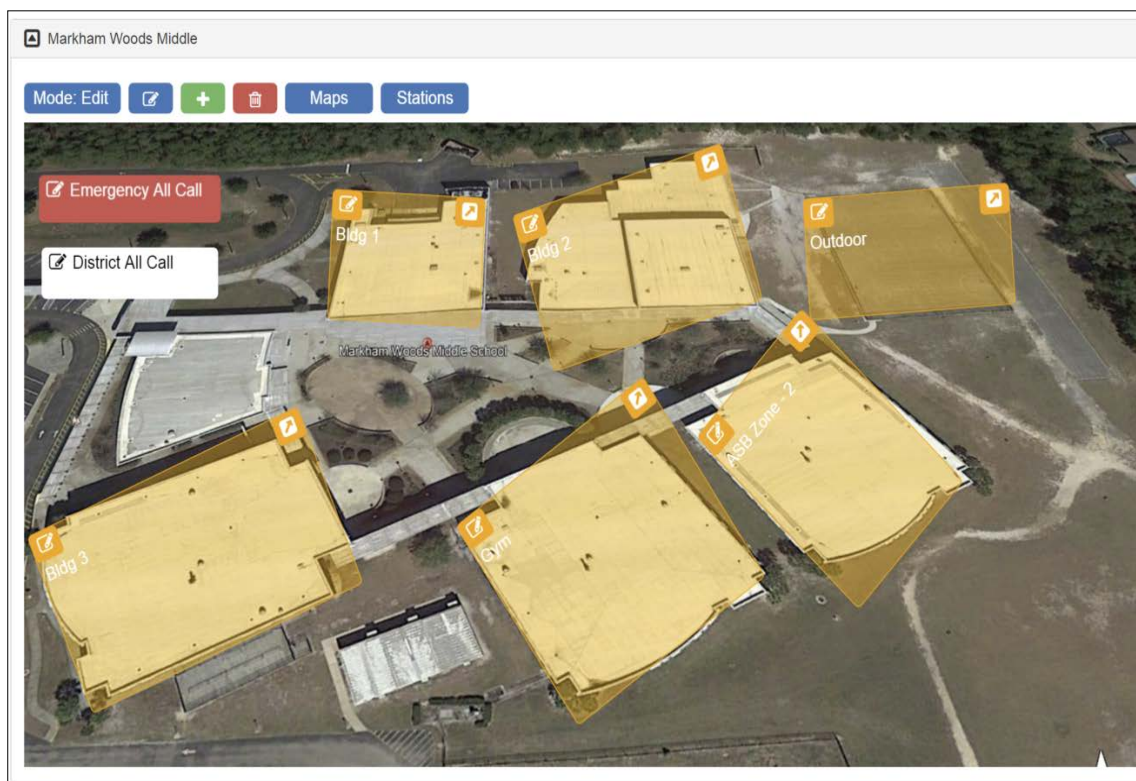 Markham Woods Middle
Mode: Edit
Maps
Stations
Emergency All Call
District All Call
Bldg 1
Bldg 2
Outdoor
Markham Woods Middle School
ASB Zone - 2
Bldg 3
Gym